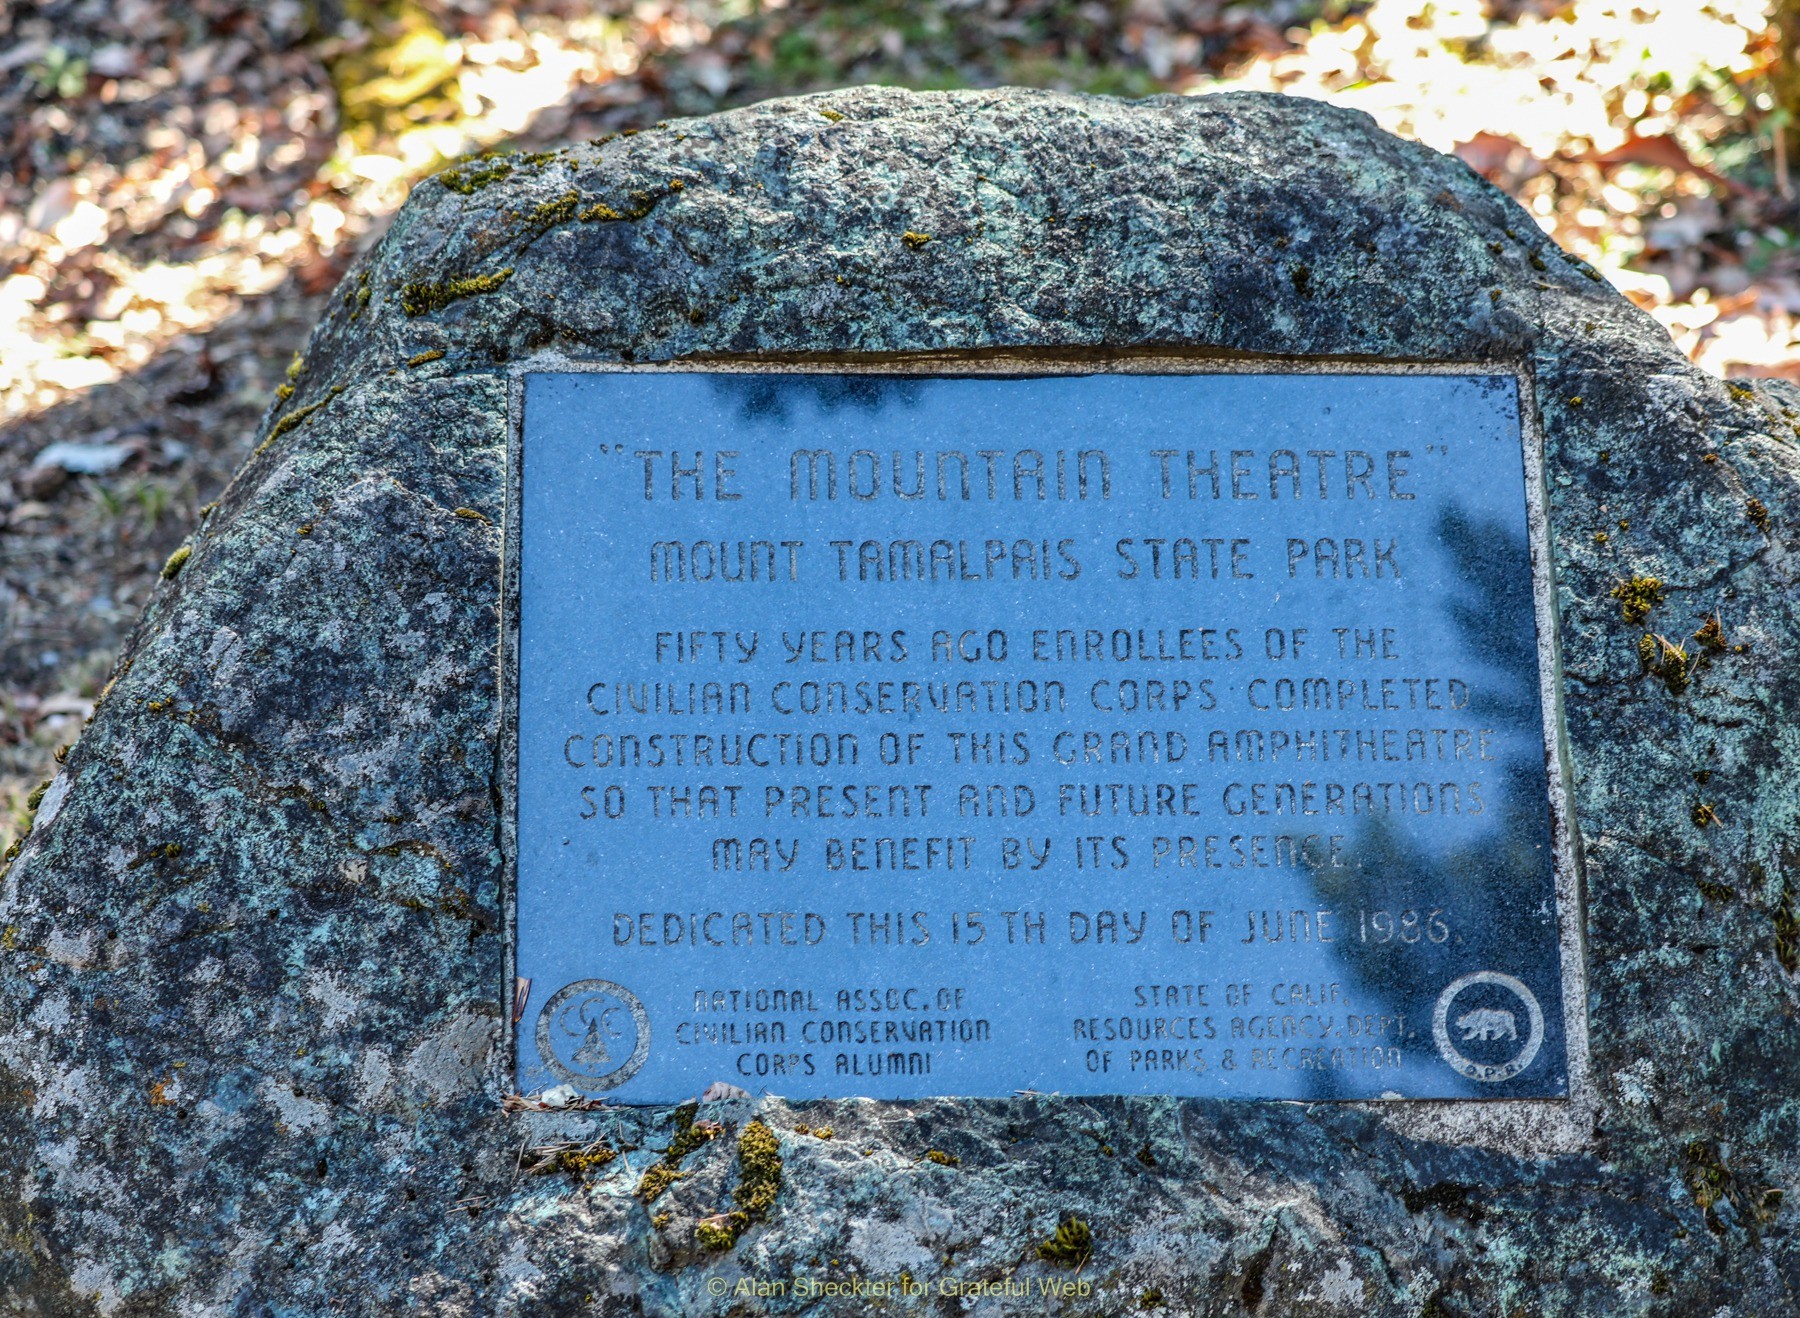 "THE MOUNTAIN THEATRE"
MOUNT TAMALPAIS STATE PARK
FIFTY YEARS AGO ENROLLEES OF THE
CIVILIAN CONSERVATION CORPS COMPLETED
CONSTRUCTION OF THIS GRAND AMPHITHEATRE
SO THAT PRESENT AND FUTURE GENERATIONS
MAY BENEFIT BY ITS PRESENCE.
DEDICATED THIS 15 TH DAY OF JUNE 1986.
CCC
NATIONAL ASSOC. OF
CIVILIAN CONSERVATION
CORPS ALUMNI
STATE OF CALIF.
RESOURCES AGENCY, DEPT.
OF PARKS & RECREATION
D.P.R.
© Alan Sheckter for Grateful Web